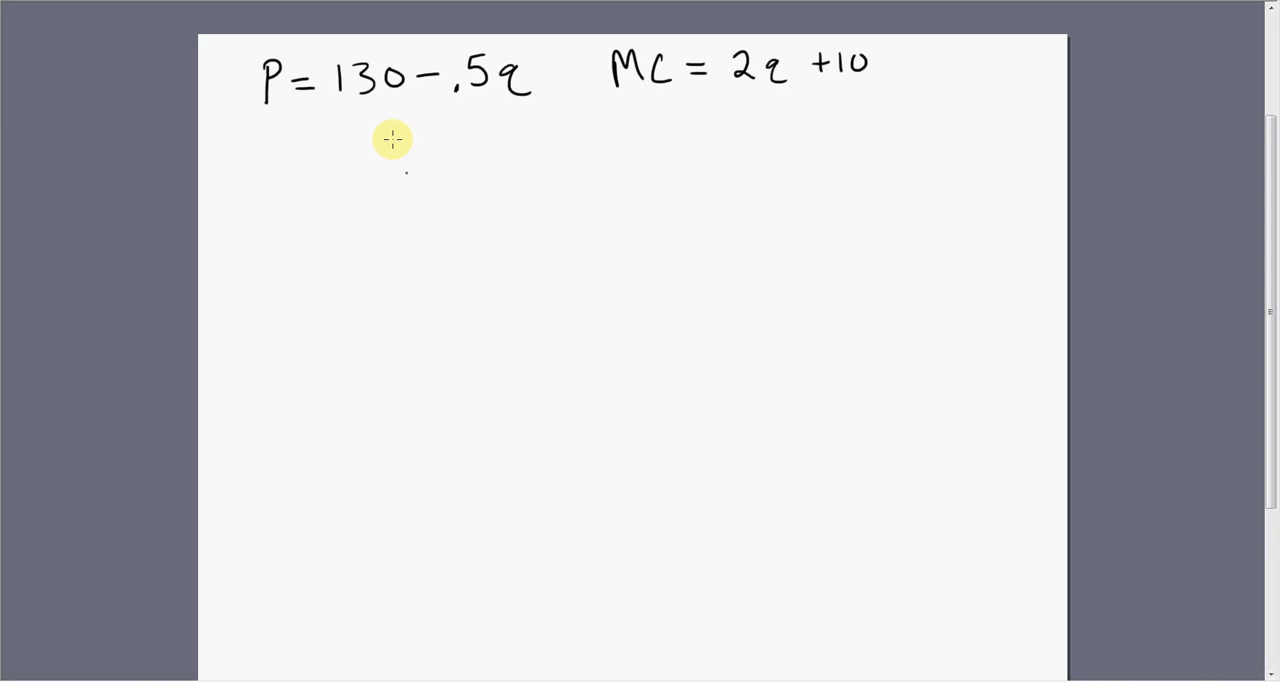 P = 130 - .5q MC = 2q +10